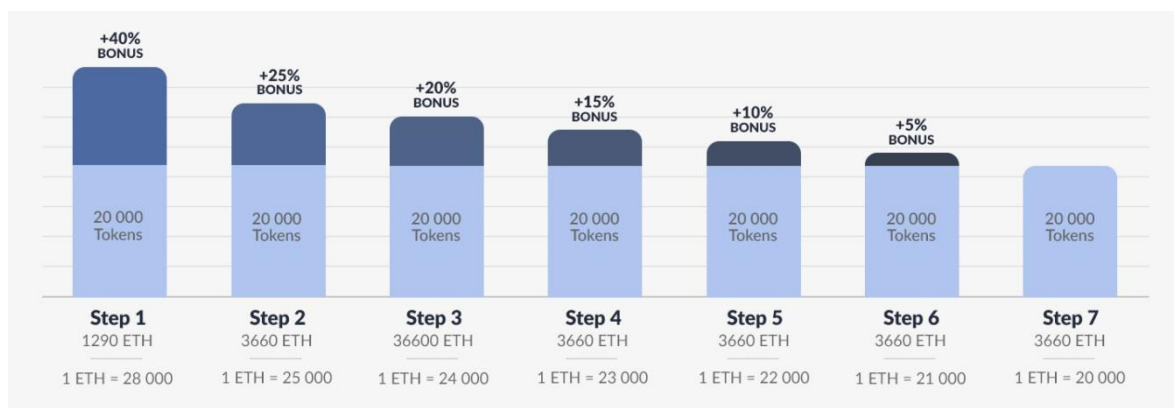 +40%
BONUS
+25%
BONUS
+20%
BONUS
+15%
BONUS
+10%
BONUS
+5%
BONUS
20 000
Tokens
20 000
Tokens
20 000
Tokens
20 000
Tokens
20 000
Tokens
20 000
Tokens
20 000
Tokens
Step 1
1290 ETH
1 ETH = 28 000
Step 2
3660 ETH
1 ETH = 25 000
Step 3
36600 ETH
1 ETH = 24 000
Step 4
3660 ETH
1 ETH = 23 000
Step 5
3660 ETH
1 ETH = 22 000
Step 6
3660 ETH
1 ETH = 21 000
Step 7
3660 ETH
1 ETH = 20 000